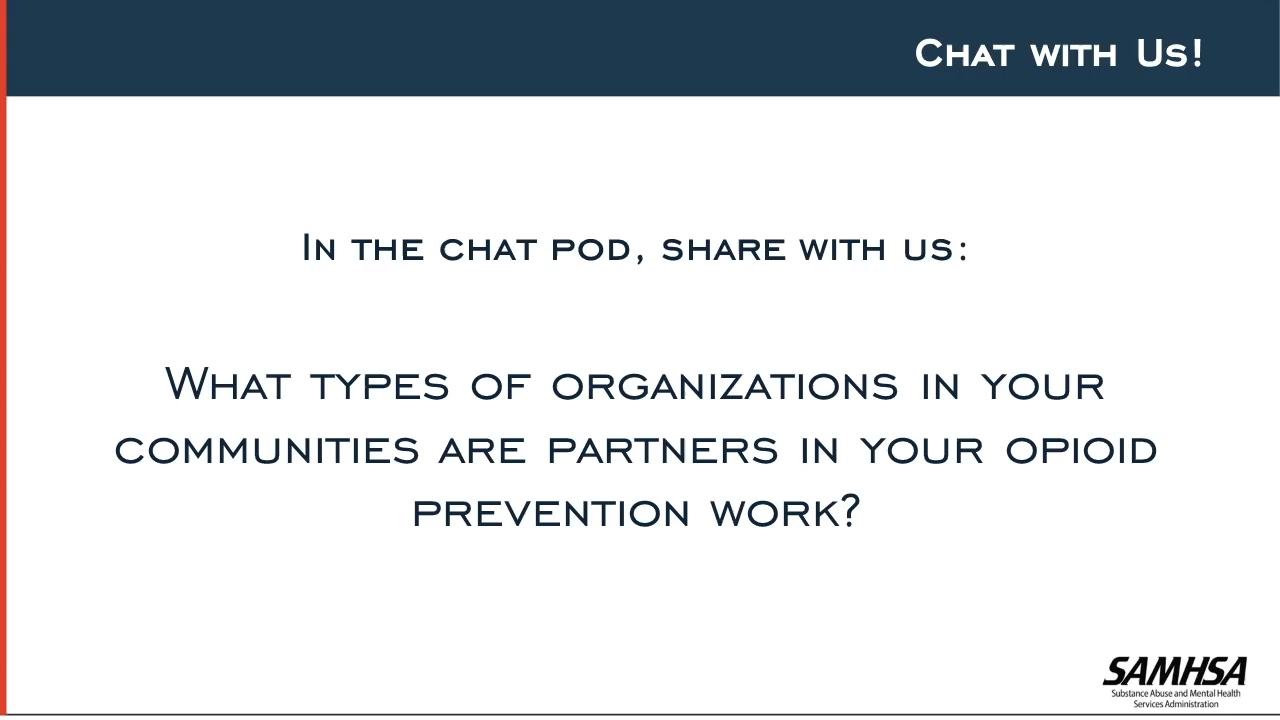 Chat with Us!
In the chat pod, share with us:
What types of organizations in your
communities are partners in your opioid
prevention work?
SAMHSA
Substance Abuse and Mental Health
Services Administration